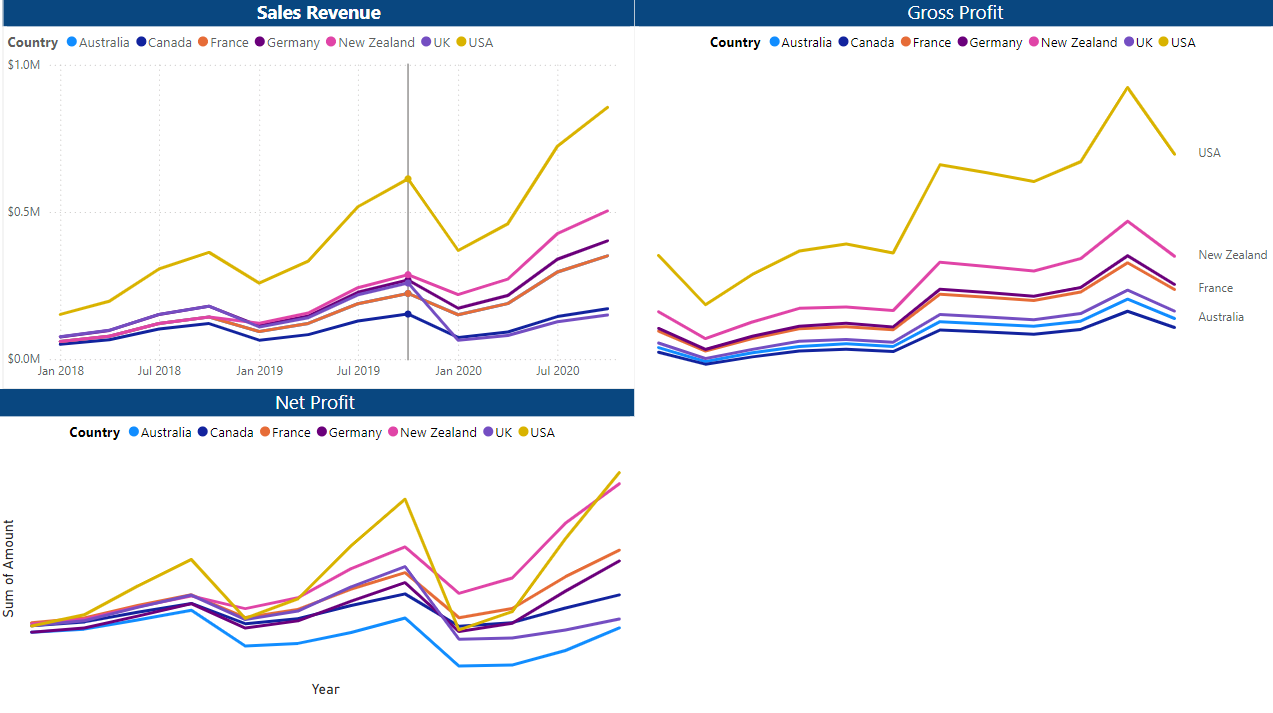 Sales Revenue
Country Australia Canada France Germany New Zealand UK USA
$1.0M
$0.5M
$0.0M
Jan 2018 Jul 2018 Jan 2019 Jul 2019 Jan 2020 Jul 2020
Gross Profit
Country Australia Canada France Germany New Zealand UK USA
USA
New Zealand
France
Australia
Net Profit
Country Australia Canada France Germany New Zealand UK USA
Sum of Amount
Year